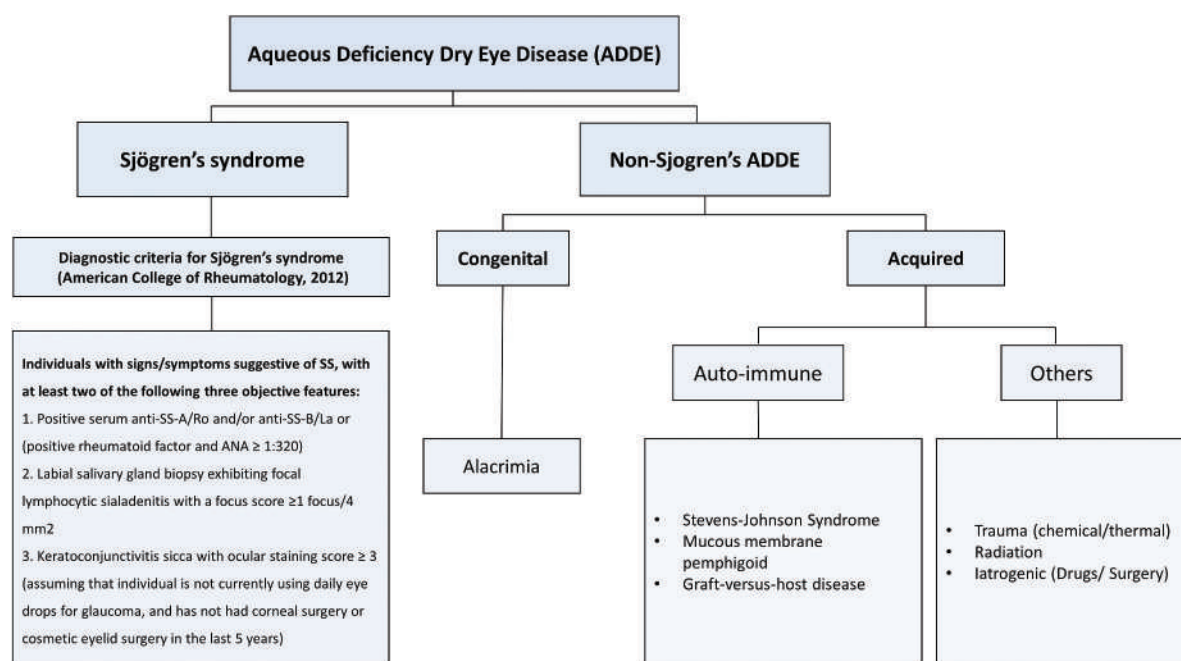 Aqueous Deficiency Dry Eye Disease (ADDE)
Sjögren’s syndrome
Non-Sjogren’s ADDE
Diagnostic criteria for Sjögren’s syndrome
(American College of Rheumatology, 2012)
Congenital
Acquired
Individuals with signs/symptoms suggestive of SS, with
at least two of the following three objective features:
1. Positive serum anti-SS-A/Ro and/or anti-SS-B/La or
(positive rheumatoid factor and ANA ≥ 1:320)
2. Labial salivary gland biopsy exhibiting focal
lymphocytic sialadenitis with a focus score ≥1 focus/4
mm2
3. Keratoconjunctivitis sicca with ocular staining score ≥ 3
(assuming that individual is not currently using daily eye
drops for glaucoma, and has not had corneal surgery or
cosmetic eyelid surgery in the last 5 years)
Alacrimia
Auto-immune
Others
• Stevens-Johnson Syndrome
• Mucous membrane
pemphigoid
• Graft-versus-host disease
• Trauma (chemical/thermal)
• Radiation
• Iatrogenic (Drugs/ Surgery)